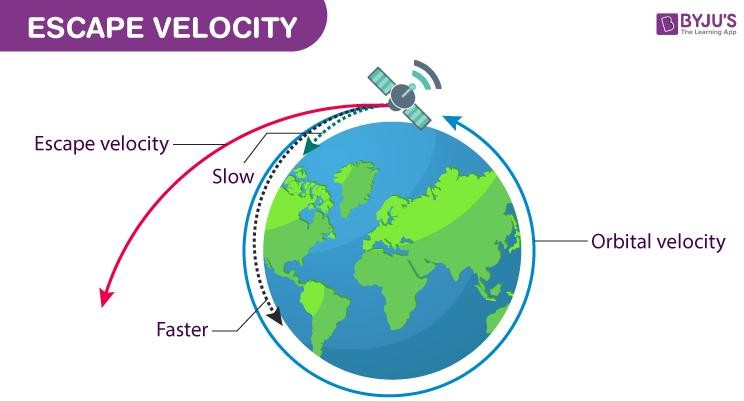 ESCAPE VELOCITY
BYJU'S
The Learning App
Escape velocity
Slow
Orbital velocity
Faster